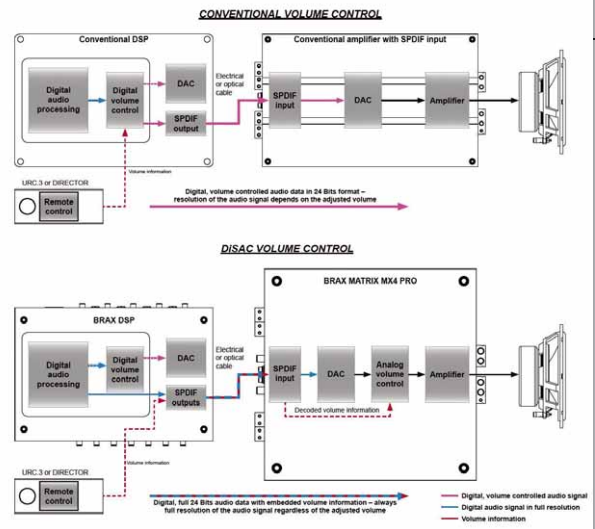 CONVENTIONAL VOLUME CONTROL
Conventional DSP
Conventional amplifier with SPDIF input
Digital
audio
processing
Digital
volume
control
DAC
SPDIF
output
Electrical
or optical
cable
SPDIF
input
DAC
Amplifier
Volume information
URC.3 or DIRECTOR
Remote
control
Digital, volume controlled audio data in 24 Bits format –
resolution of the audio signal depends on the adjusted volume
DiSAC VOLUME CONTROL
BRAX DSP
BRAX MATRIX MX4 PRO
Digital
audio
processing
Digital
volume
control
DAC
SPDIF
outputs
Electrical
or optical
cable
SPDIF
input
DAC
Analog
volume
control
Amplifier
Decoded volume information
Volume information
URC.3 or DIRECTOR
Remote
control
Digital, full 24 Bits audio data with embedded volume information – always
full resolution of the audio signal regardless of the adjusted volume
Digital, volume controlled audio signal
Digital audio signal in full resolution
Volume information